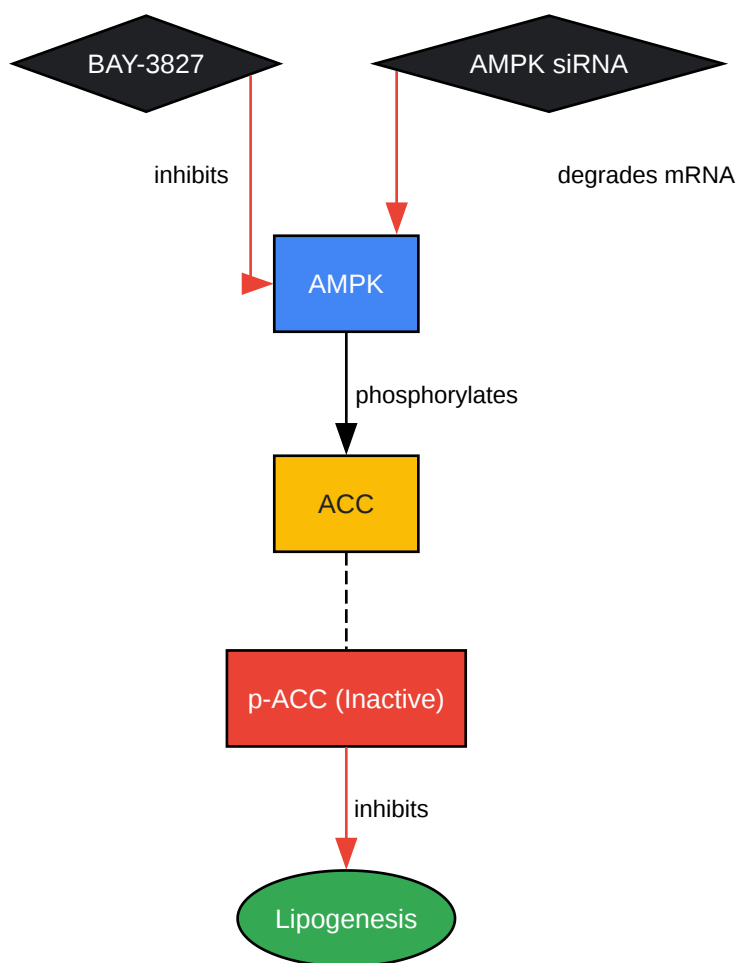 BAY-3827
AMPK siRNA
inhibits
degrades mRNA
AMPK
phosphorylates
ACC
p-ACC (Inactive)
inhibits
Lipogenesis